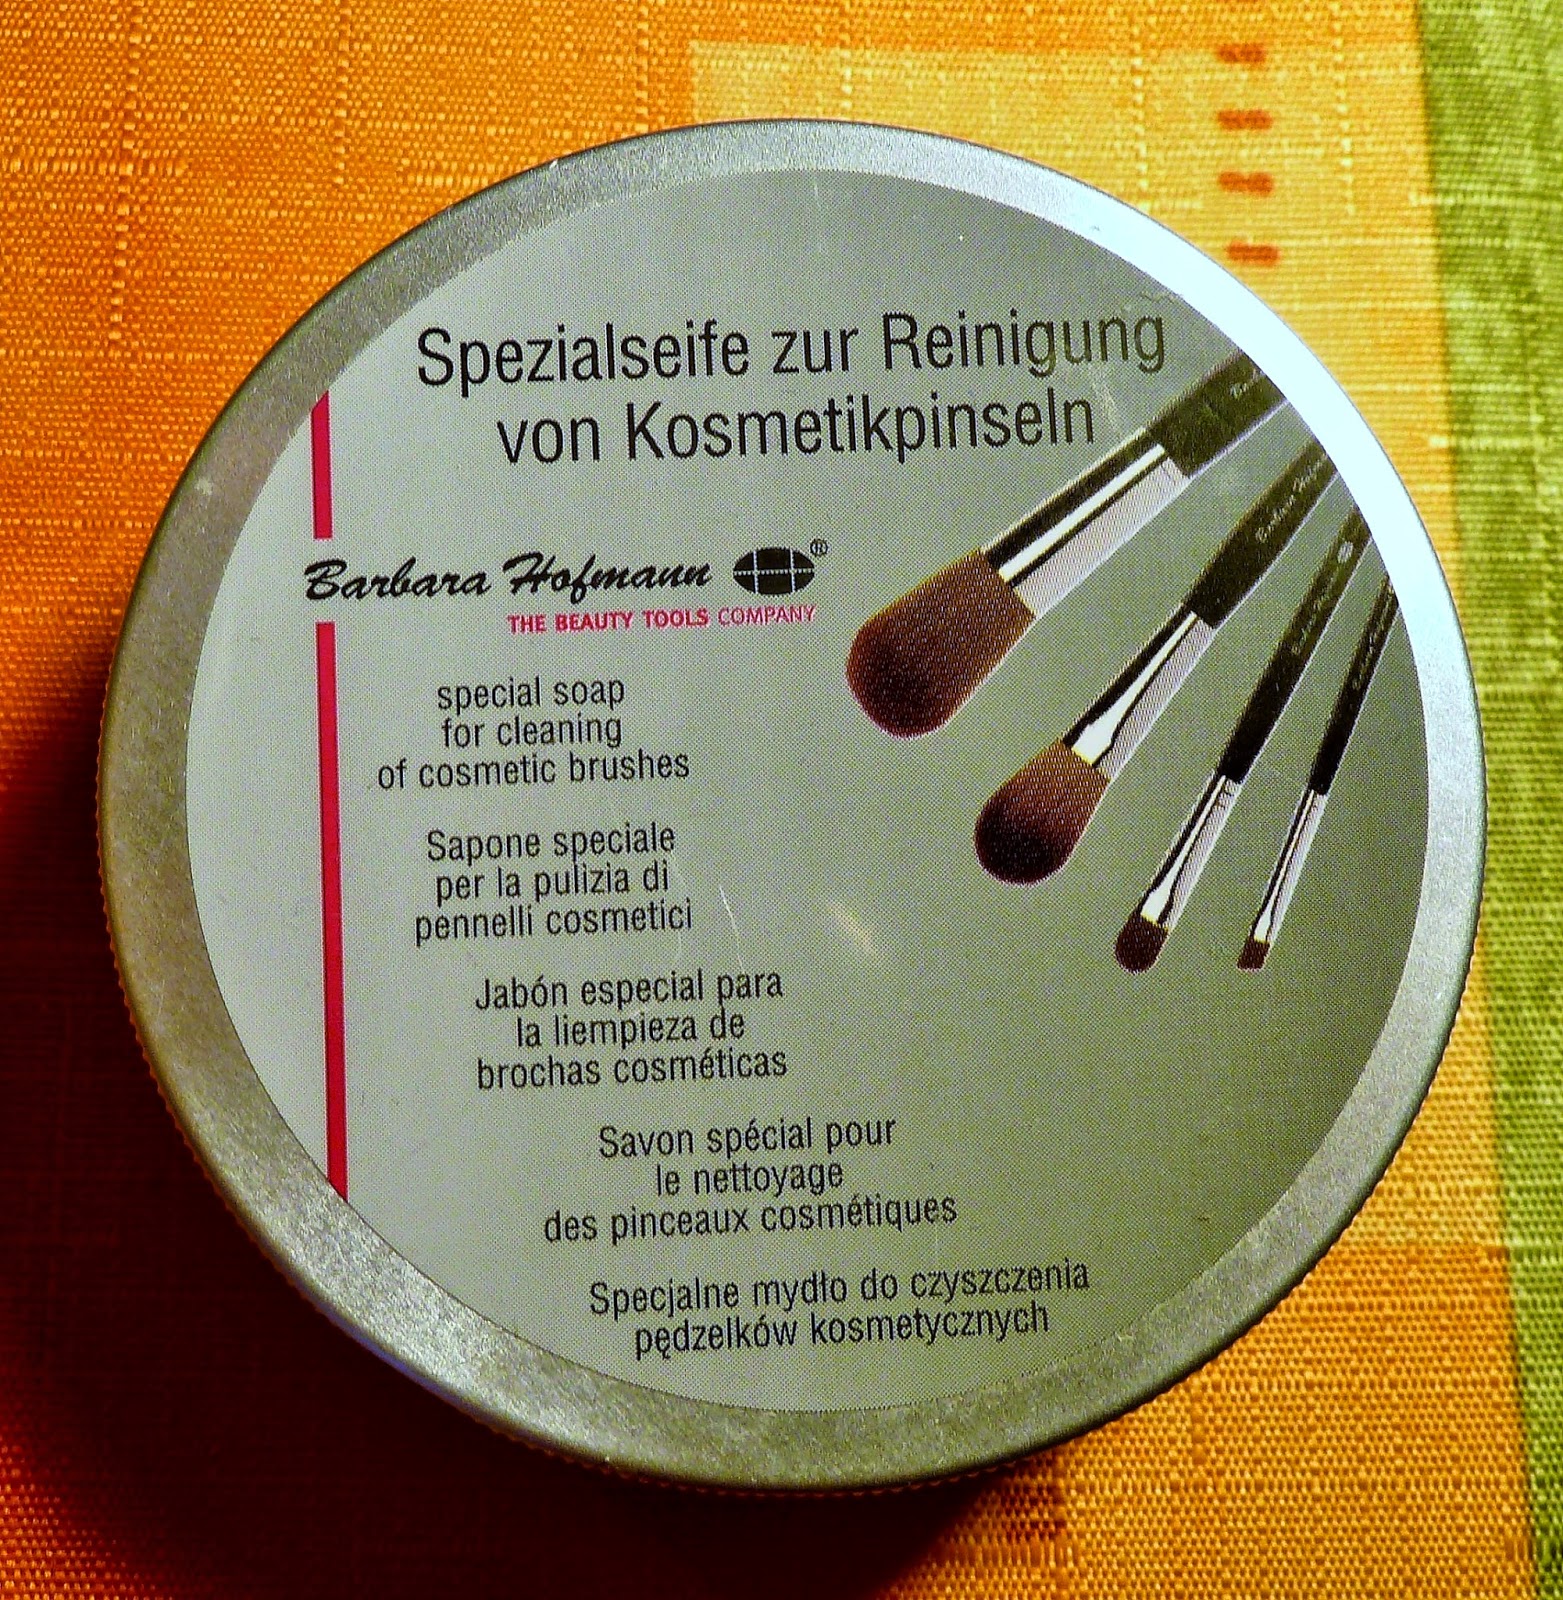 Spezialseife zur Reinigung
von Kosmetikpinseln
Barbara Hofmann ®
THE BEAUTY TOOLS COMPANY
special soap
for cleaning
of cosmetic brushes
Sapone speciale
per la pulizia di
pennelli cosmetici
Jabón especial para
la liempieza de
brochas cosméticas
Savon spécial pour
le nettoyage
des pinceaux cosmétiques
Specjalne mydło do czyszczenia
pędzelków kosmetycznych